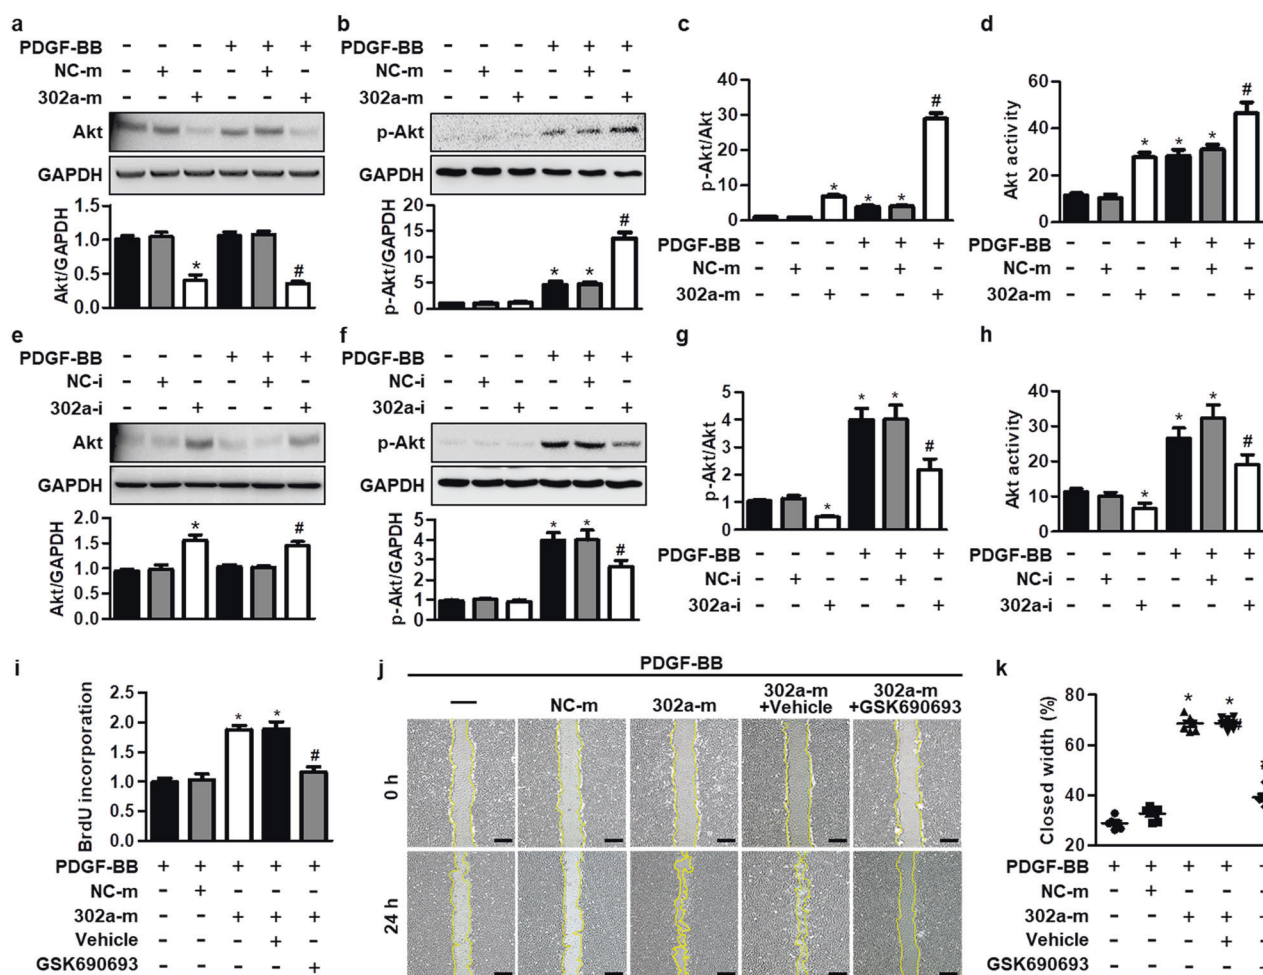 a
PDGF-BB - - - + + +
NC-m - + - - + -
302a-m - - + - - +
Akt
GAPDH
Akt/GAPDH
1.5
1.0
0.5
0.0
*
#
b
PDGF-BB - - - + + +
NC-m - + - - + -
302a-m - - + - - +
p-Akt
GAPDH
p-Akt/GAPDH
20
15
10
5
0
* * #
c
p-Akt/Akt
40
30
20
10
0
* * * #
PDGF-BB - - - + + +
NC-m - + - - + -
302a-m - - + - - +
d
Akt activity
60
40
20
0
* * * #
PDGF-BB - - - + + +
NC-m - + - - + -
302a-m - - + - - +
e
PDGF-BB - - - + + +
NC-i - + - - + -
302a-i - - + - - +
Akt
GAPDH
Akt/GAPDH
2.0
1.5
1.0
0.5
0.0
* #
f
PDGF-BB - - - + + +
NC-i - + - - + -
302a-i - - + - - +
p-Akt
GAPDH
p-Akt/GAPDH
5
4
3
2
1
0
* * #
g
p-Akt/Akt
5
4
3
2
1
0
* * * #
PDGF-BB - - - + + +
NC-i - + - - + -
302a-i - - + - - +
h
Akt activity
40
30
20
10
0
* * * #
PDGF-BB - - - + + +
NC-i - + - - + -
302a-i - - + - - +
i
BrdU incorporation
2.5
2.0
1.5
1.0
0.5
0.0
* * #
PDGF-BB + + + + +
NC-m - + - - -
302a-m - - + + +
Vehicle - - - + -
GSK690693 - - - - +
j
PDGF-BB
—
NC-m
302a-m
302a-m
+Vehicle
302a-m
+GSK690693
0 h
24 h
k
Closed width (%)
80
60
40
20
* *
PDGF-BB + + + +
NC-m - + - -
302a-m - - + +
Vehicle - - - +
GSK690693 - - - -